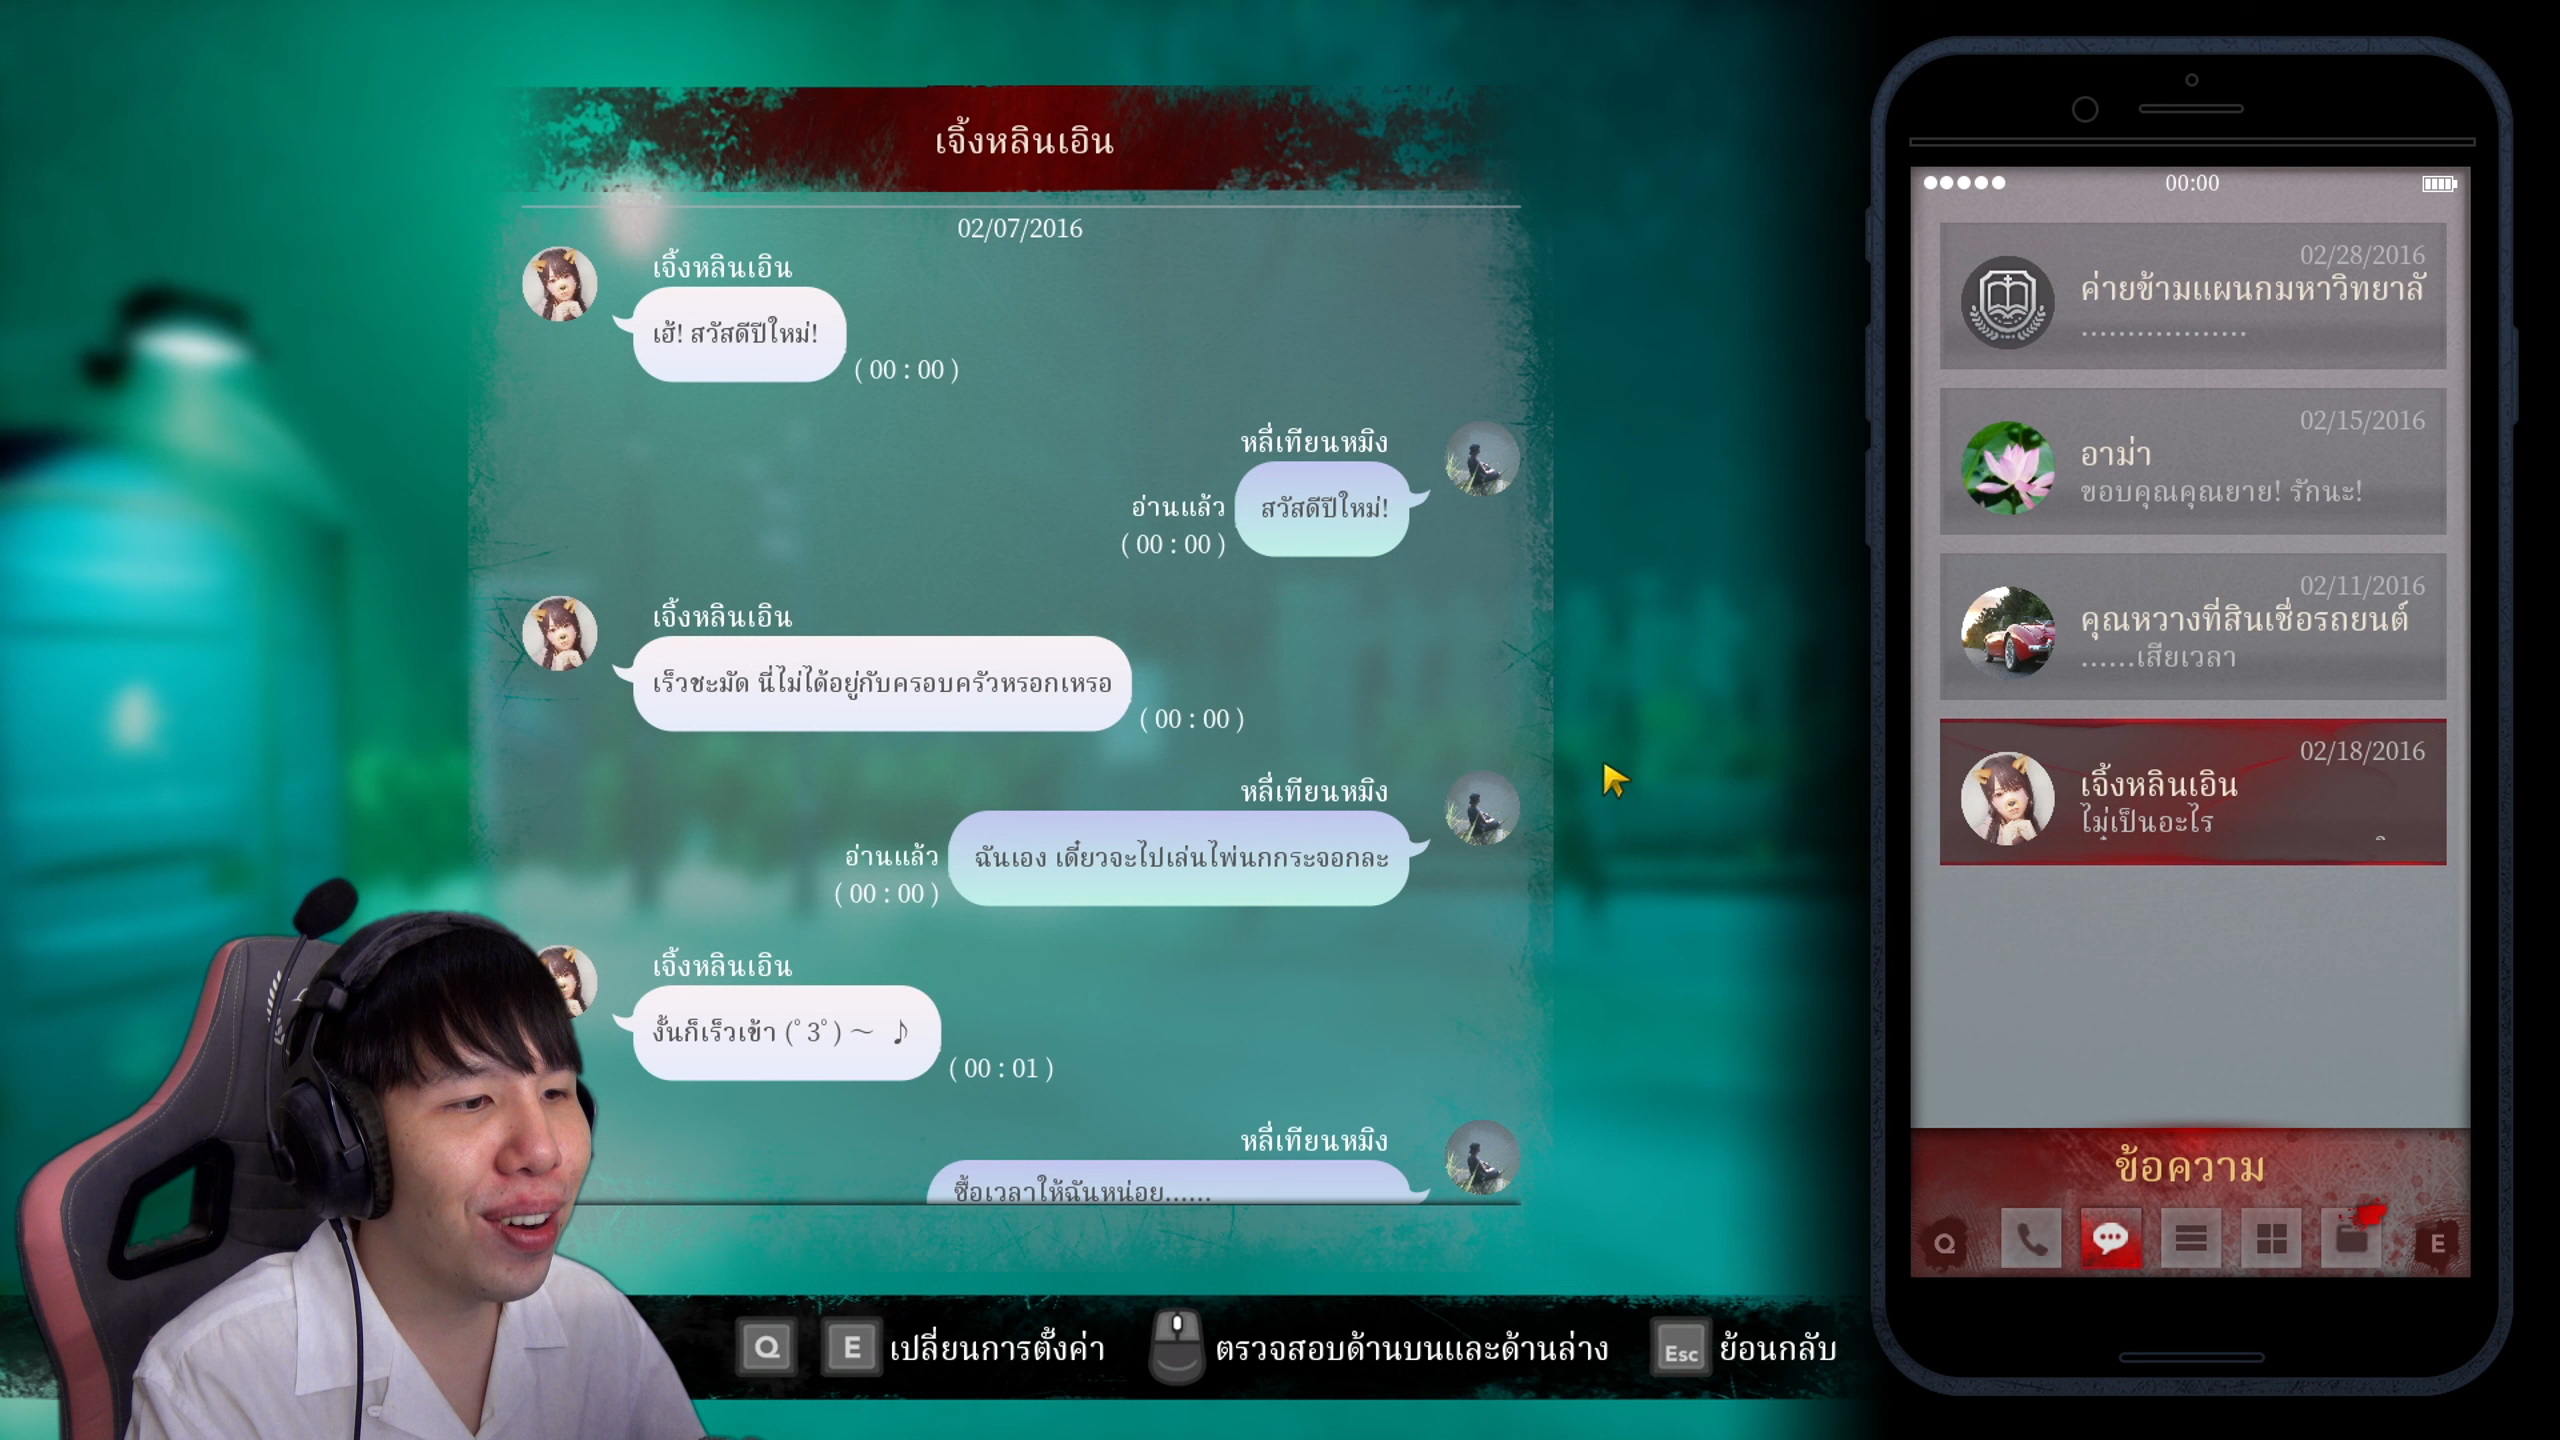 เจิ้งหลินเอิน
02/07/2016
เจิ้งหลินเอิน
เฮ้! สวัสดีปีใหม่!
( 00 : 00 )
หลี่เทียนหมิง
สวัสดีปีใหม่!
อ่านแล้ว
( 00 : 00 )
เจิ้งหลินเอิน
เร็วชะมัด นี่ไม่ได้อยู่กับครอบครัวหรอกเหรอ
( 00 : 00 )
หลี่เทียนหมิง
ฉันเอง เดี๋ยวจะไปเล่นไพ่นกกระจอกละ
อ่านแล้ว
( 00 : 00 )
เจิ้งหลินเอิน
งั้นก็เร็วเข้า (ﾟ3ﾟ)～ ♪
( 00 : 01 )
หลี่เทียนหมิง
ซื้อเวลาให้ฉันหน่อย......
Q E เปลี่ยนการตั้งค่า ตรวจสอบด้านบนและด้านล่าง Esc ย้อนกลับ
00:00
02/28/2016
ค่ายข้ามแผนกมหาวิทยาลั
..................
02/15/2016
อาม่า
ขอบคุณคุณยาย! รักนะ!
02/11/2016
คุณหวางที่สินเชื่อรถยนต์
......เสียเวลา
02/18/2016
เจิ้งหลินเอิน
ไม่เป็นอะไร
ข้อความ
Q E